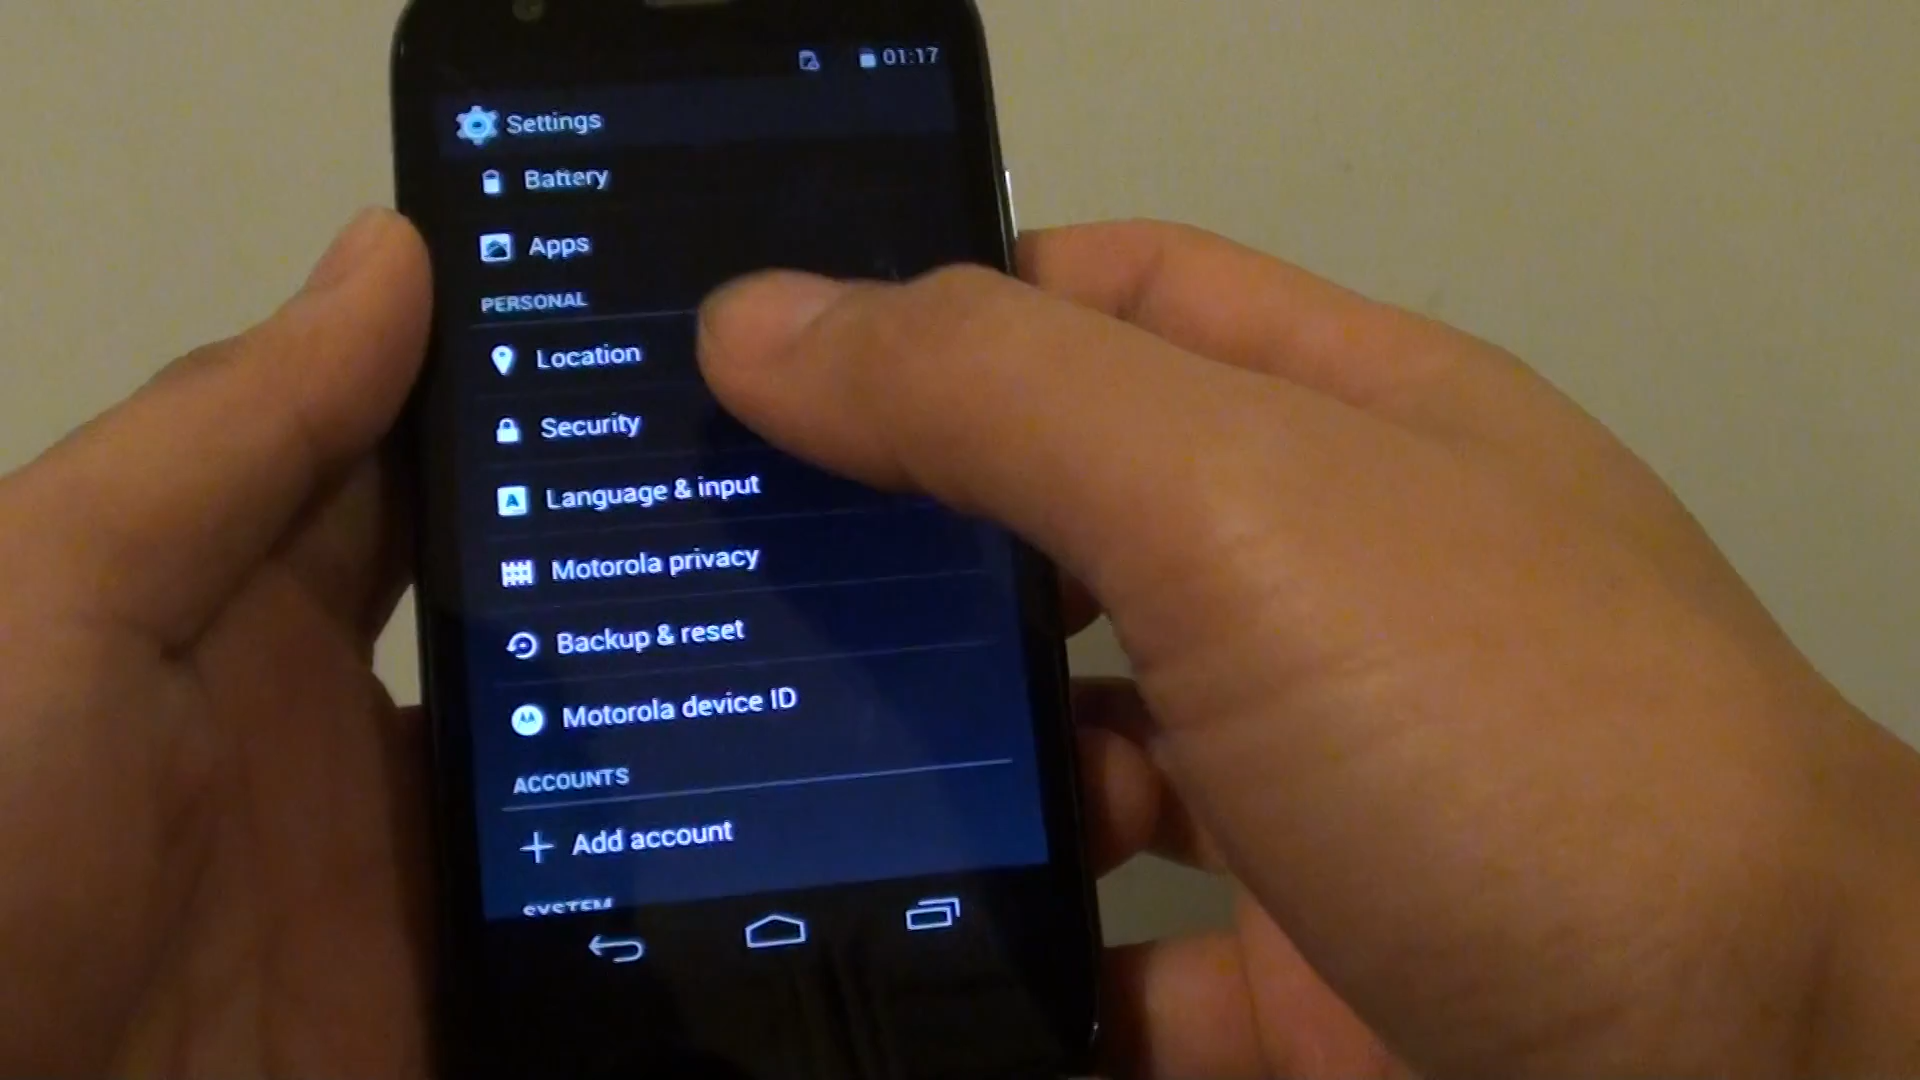 01:17
Settings
Battery
Apps
PERSONAL
Location
Security
Language & input
Motorola privacy
Backup & reset
Motorola device ID
ACCOUNTS
Add account
SYSTEM